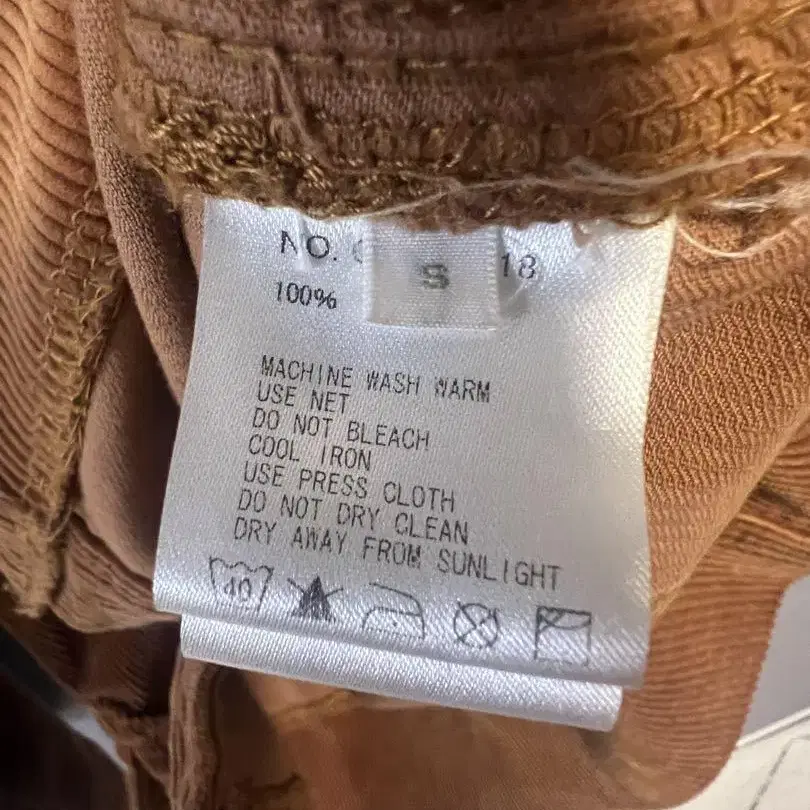 NO.
S
18
100%
MACHINE WASH WARM
USE NET
DO NOT BLEACH
COOL IRON
USE PRESS CLOTH
DO NOT DRY CLEAN
DRY AWAY FROM SUNLIGHT
40